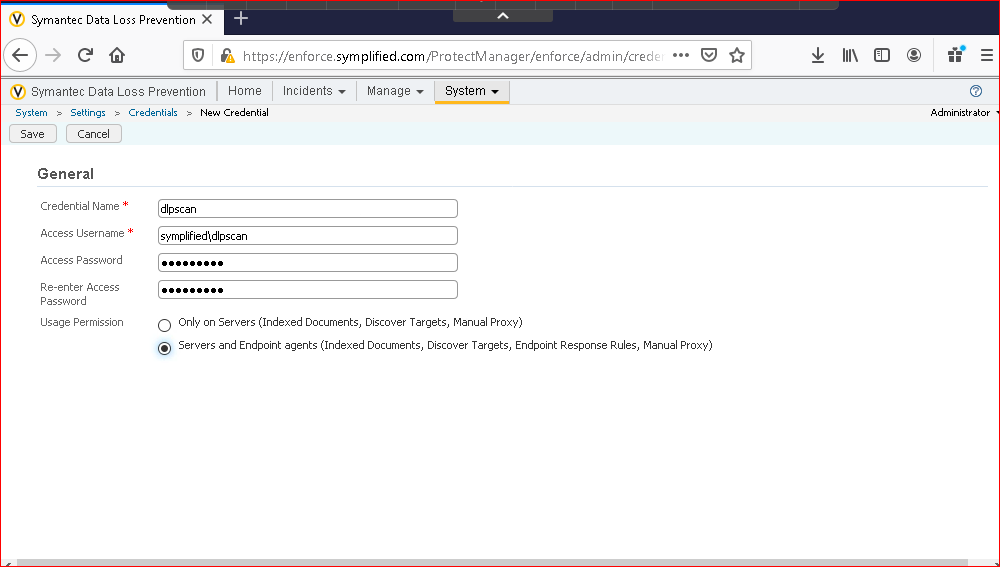 Symantec Data Loss Prevention
https://enforce.symplified.com/ProtectManager/enforce/admin/crede
Symantec Data Loss Prevention Home Incidents Manage System
System > Settings > Credentials > New Credential Administrator
Save Cancel
General
Credential Name *
dlpscan
Access Username *
symplified\dlpscan
Access Password
●●●●●●●●●
Re-enter Access
Password
●●●●●●●●●
Usage Permission
Only on Servers (Indexed Documents, Discover Targets, Manual Proxy)
Servers and Endpoint agents (Indexed Documents, Discover Targets, Endpoint Response Rules, Manual Proxy)